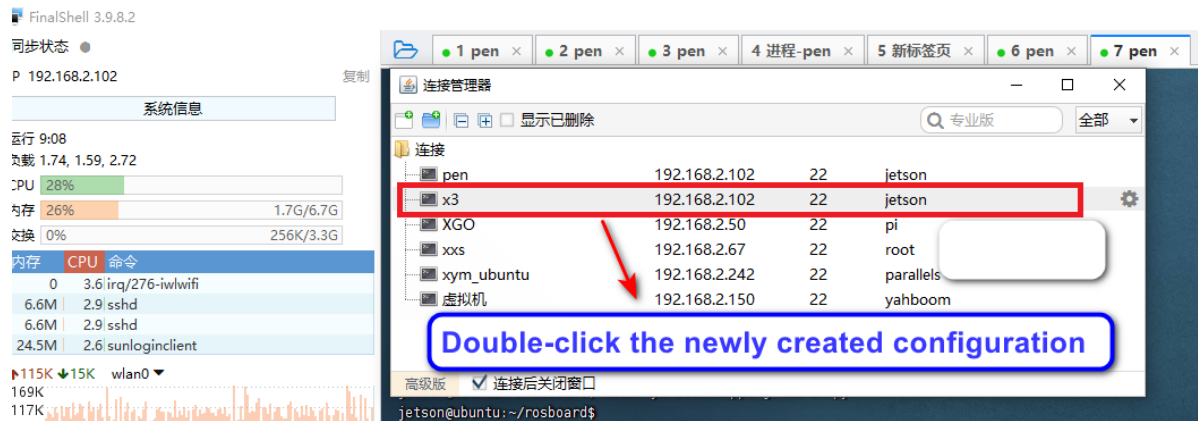 FinalShell 3.9.8.2
同步状态
P 192.168.2.102 复制
系统信息
运行 9:08
负载 1.74, 1.59, 2.72
CPU 28%
内存 26% 1.7G/6.7G
交换 0% 256K/3.3G
内存 CPU 命令
0 3.6 irq/276-iwlwifi
6.6M 2.9 sshd
6.6M 2.9 sshd
24.5M 2.6 sunloginclient
115K 15K wlan0
169K
117K
1 pen × 2 pen × 3 pen × 4 进程-pen × 5 新标签页 × 6 pen × 7 pen ×
连接管理器
显示已删除 专业版 全部
连接
pen 192.168.2.102 22 jetson
x3 192.168.2.102 22 jetson
XGO 192.168.2.50 22 pi
xxs 192.168.2.67 22 root
xym_ubuntu 192.168.2.242 22 parallels
虚拟机 192.168.2.150 22 yahboom
Double-click the newly created configuration
高级版 连接后关闭窗口
jetson@ubuntu:~/rosboard$